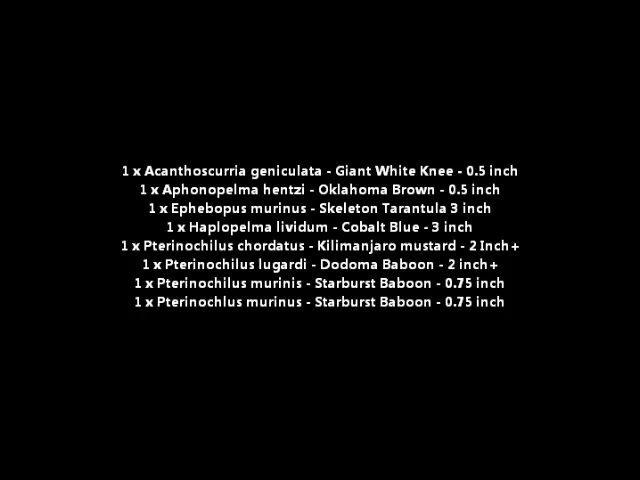 1 x Acanthoscurria geniculata - Giant White Knee - 0.5 inch
1 x Aphonopelma hentzi - Oklahoma Brown - 0.5 inch
1 x Ephebopus murinus - Skeleton Tarantula 3 inch
1 x Haplopelma lividum - Cobalt Blue - 3 inch
1 x Pterinochilus chordatus - Kilimanjaro mustard - 2 Inch+
1 x Pterinochilus lugardi - Dodoma Baboon - 2 inch+
1 x Pterinochilus murinis - Starburst Baboon - 0.75 inch
1 x Pterinochlus murinus - Starburst Baboon - 0.75 inch